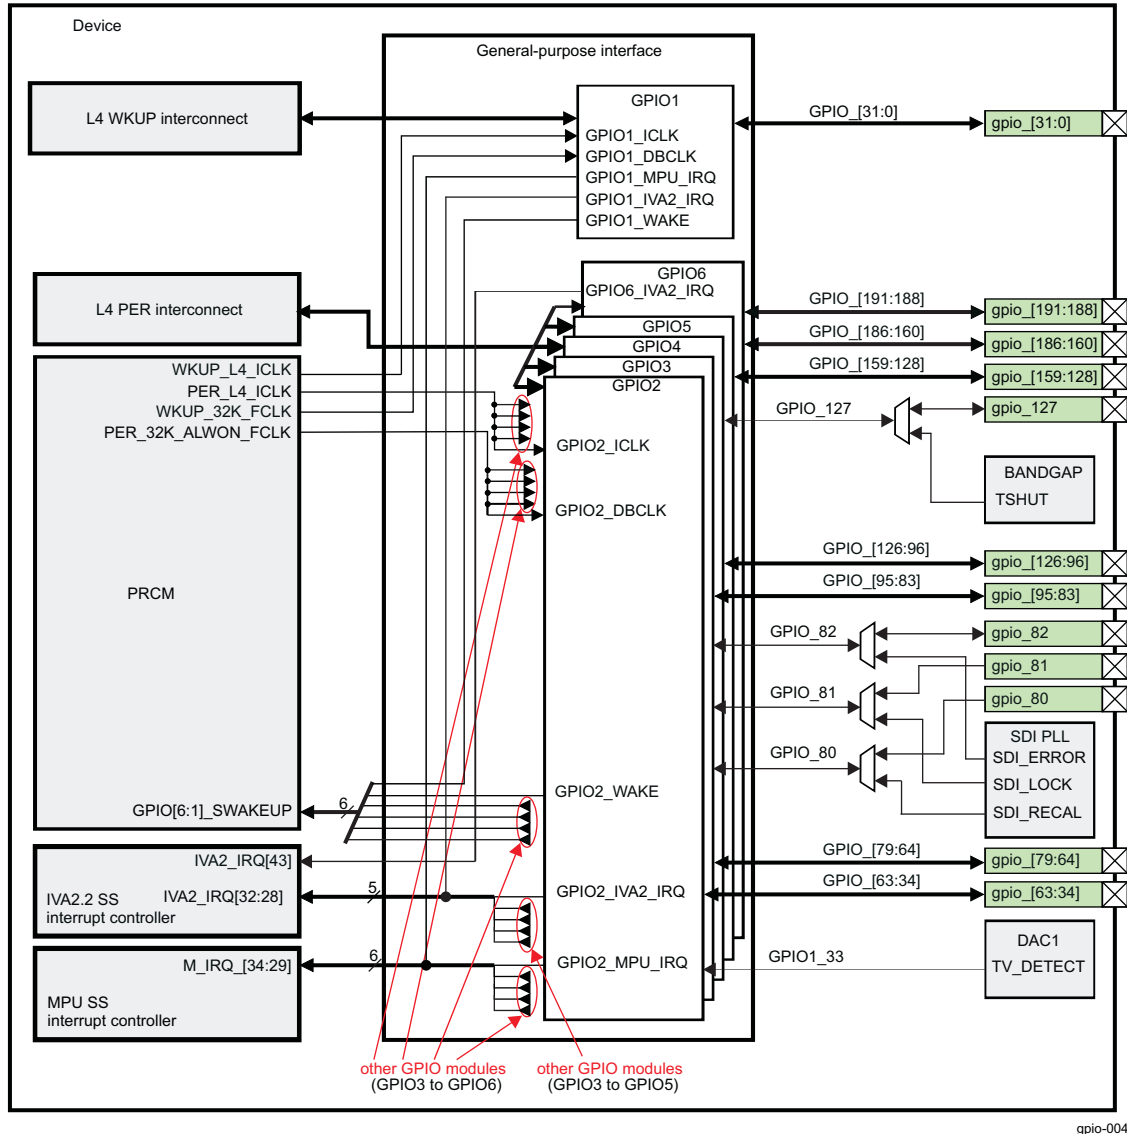 Device
General-purpose interface
L4 WKUP interconnect
GPIO1
GPIO1_ICLK
GPIO1_DBCLK
GPIO1_MPU_IRQ
GPIO1_IVA2_IRQ
GPIO1_WAKE
GPIO_[31:0]
gpio_[31:0]
L4 PER interconnect
GPIO6
GPIO6_IVA2_IRQ
GPIO5
GPIO4
GPIO3
GPIO2
GPIO_[191:188]
gpio_[191:188]
GPIO_[186:160]
gpio_[186:160]
GPIO_[159:128]
gpio_[159:128]
GPIO_127
gpio_127
WKUP_L4_ICLK
PER_L4_ICLK
WKUP_32K_FCLK
PER_32K_ALWON_FCLK
GPIO2_ICLK
BANDGAP
TSHUT
GPIO2_DBCLK
GPIO_[126:96]
gpio_[126:96]
PRCM
GPIO_[95:83]
gpio_[95:83]
GPIO_82
gpio_82
gpio_81
GPIO_81
gpio_80
GPIO_80
SDI PLL
SDI_ERROR
SDI_LOCK
SDI_RECAL
GPIO2_WAKE
GPIO[6:1]_SWAKEUP
6
IVA2_IRQ[43]
GPIO_[79:64]
gpio_[79:64]
IVA2_IRQ[32:28]
5
IVA2.2 SS
interrupt controller
GPIO2_IVA2_IRQ
GPIO_[63:34]
gpio_[63:34]
M_IRQ_[34:29]
6
MPU SS
interrupt controller
GPIO2_MPU_IRQ
GPIO1_33
DAC1
TV_DETECT
other GPIO modules
(GPIO3 to GPIO6)
other GPIO modules
(GPIO3 to GPIO5)
gpio-004